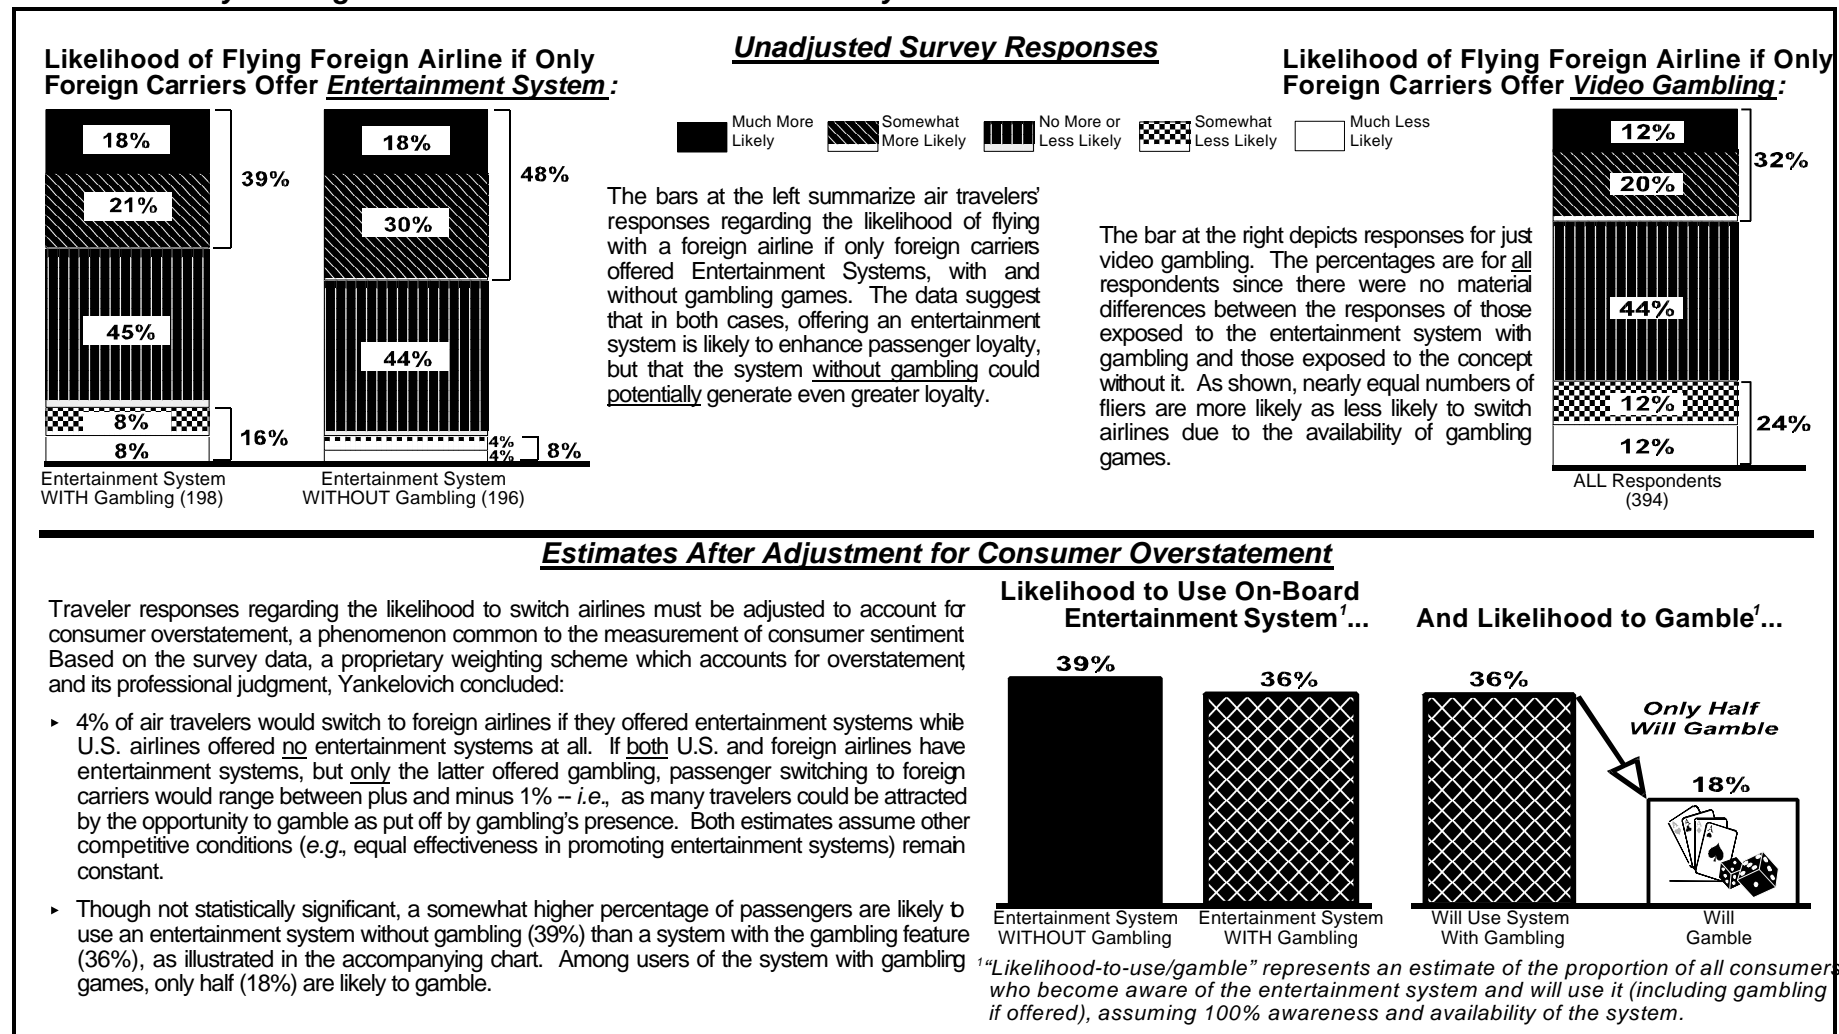 Likelihood of Flying Foreign Airline if Only
Foreign Carriers Offer Entertainment System:
18%
21%
39%
45%
8%
8%
16%
Entertainment System
WITH Gambling (198)
18%
30%
48%
44%
4%
4%
8%
Entertainment System
WITHOUT Gambling (196)
Unadjusted Survey Responses
Much More
Likely
Somewhat
More Likely
No More or
Less Likely
Somewhat
Less Likely
Much Less
Likely
The bars at the left summarize air travelers'
responses regarding the likelihood of flying
with a foreign airline if only foreign carriers
offered Entertainment Systems, with and
without gambling games. The data suggest
that in both cases, offering an entertainment
system is likely to enhance passenger loyalty,
but that the system without gambling could
potentially generate even greater loyalty.
The bar at the right depicts responses for just
video gambling. The percentages are for all
respondents since there were no material
differences between the responses of those
exposed to the entertainment system with
gambling and those exposed to the concept
without it. As shown, nearly equal numbers of
fliers are more likely as less likely to switch
airlines due to the availability of gambling
games.
Likelihood of Flying Foreign Airline if Only
Foreign Carriers Offer Video Gambling:
12%
20%
32%
44%
12%
12%
24%
ALL Respondents
(394)
Estimates After Adjustment for Consumer Overstatement
Traveler responses regarding the likelihood to switch airlines must be adjusted to account for
consumer overstatement, a phenomenon common to the measurement of consumer sentiment
Based on the survey data, a proprietary weighting scheme which accounts for overstatement,
and its professional judgment, Yankelovich concluded:
▸ 4% of air travelers would switch to foreign airlines if they offered entertainment systems while
U.S. airlines offered no entertainment systems at all. If both U.S. and foreign airlines have
entertainment systems, but only the latter offered gambling, passenger switching to foreign
carriers would range between plus and minus 1% -- i.e., as many travelers could be attracted
by the opportunity to gamble as put off by gambling's presence. Both estimates assume other
competitive conditions (e.g., equal effectiveness in promoting entertainment systems) remain
constant.
▸ Though not statistically significant, a somewhat higher percentage of passengers are likely to
use an entertainment system without gambling (39%) than a system with the gambling feature
(36%), as illustrated in the accompanying chart. Among users of the system with gambling
games, only half (18%) are likely to gamble.
Likelihood to Use On-Board
Entertainment System¹...
39%
36%
Entertainment System
WITHOUT Gambling
Entertainment System
WITH Gambling
And Likelihood to Gamble¹...
36%
Only Half
Will Gamble
18%
Will Use System
With Gambling
Will
Gamble
¹"Likelihood-to-use/gamble" represents an estimate of the proportion of all consumers
who become aware of the entertainment system and will use it (including gambling
if offered), assuming 100% awareness and availability of the system.